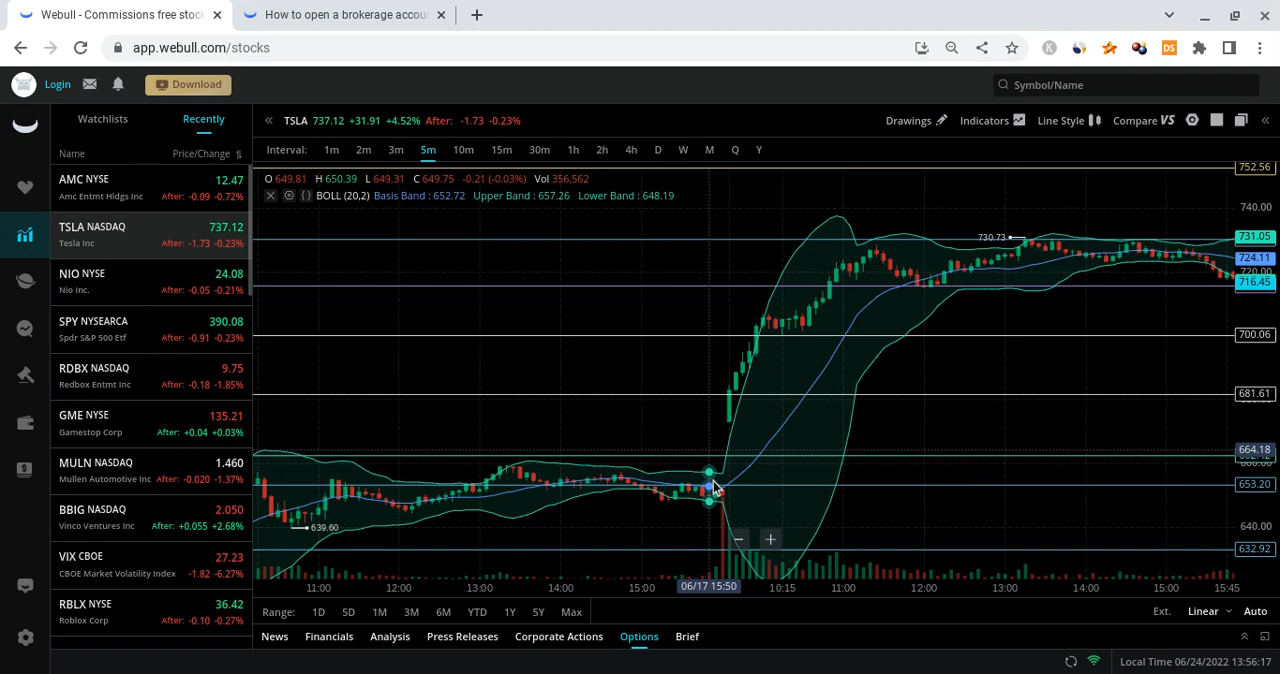 Webull - Commissions free stock
How to open a brokerage accou
app.webull.com/stocks
K
DS
Login
Download
Symbol/Name
Watchlists
Recently
Name
Price/Change
AMC NYSE 12.47
Amc Entmt Hldgs Inc After: -0.09 -0.72%
TSLA NASDAQ 737.12
Tesla Inc After: -1.73 -0.23%
NIO NYSE 24.08
Nio Inc. After: -0.05 -0.21%
SPY NYSEARCA 390.08
Spdr S&P 500 Etf After: -0.91 -0.23%
RDBX NASDAQ 9.75
Redbox Entmt Inc After: -0.18 -1.85%
GME NYSE 135.21
Gamestop Corp After: +0.04 +0.03%
MULN NASDAQ 1.460
Mullen Automotive Inc After: -0.020 -1.37%
BBIG NASDAQ 2.050
Vinco Ventures Inc After: +0.055 +2.68%
VIX CBOE 27.23
CBOE Market Volatility Index -1.82 -6.27%
RBLX NYSE 36.42
Roblox Corp After: -0.10 -0.27%
TSLA 737.12 +31.91 +4.52% After: -1.73 -0.23%
Drawings Indicators Line Style Compare VS
Interval: 1m 2m 3m 5m 10m 15m 30m 1h 2h 4h D W M Q Y
O 649.81 H 650.39 L 649.31 C 649.75 -0.21 (-0.03%) Vol 356,562
BOLL (20,2) Basis Band : 652.72 Upper Band : 657.26 Lower Band : 648.19
752.56
740.00
731.05
724.11
720.00
716.45
700.06
681.61
664.18
653.20
640.00
632.92
730.73
639.60
11:00 12:00 13:00 14:00 15:00 06/17 15:50 10:15 11:00 12:00 13:00 14:00 15:00 15:45
Range: 1D 5D 1M 3M 6M YTD 1Y 5Y Max
Ext. Linear Auto
News Financials Analysis Press Releases Corporate Actions Options Brief
Local Time 06/24/2022 13:56:17